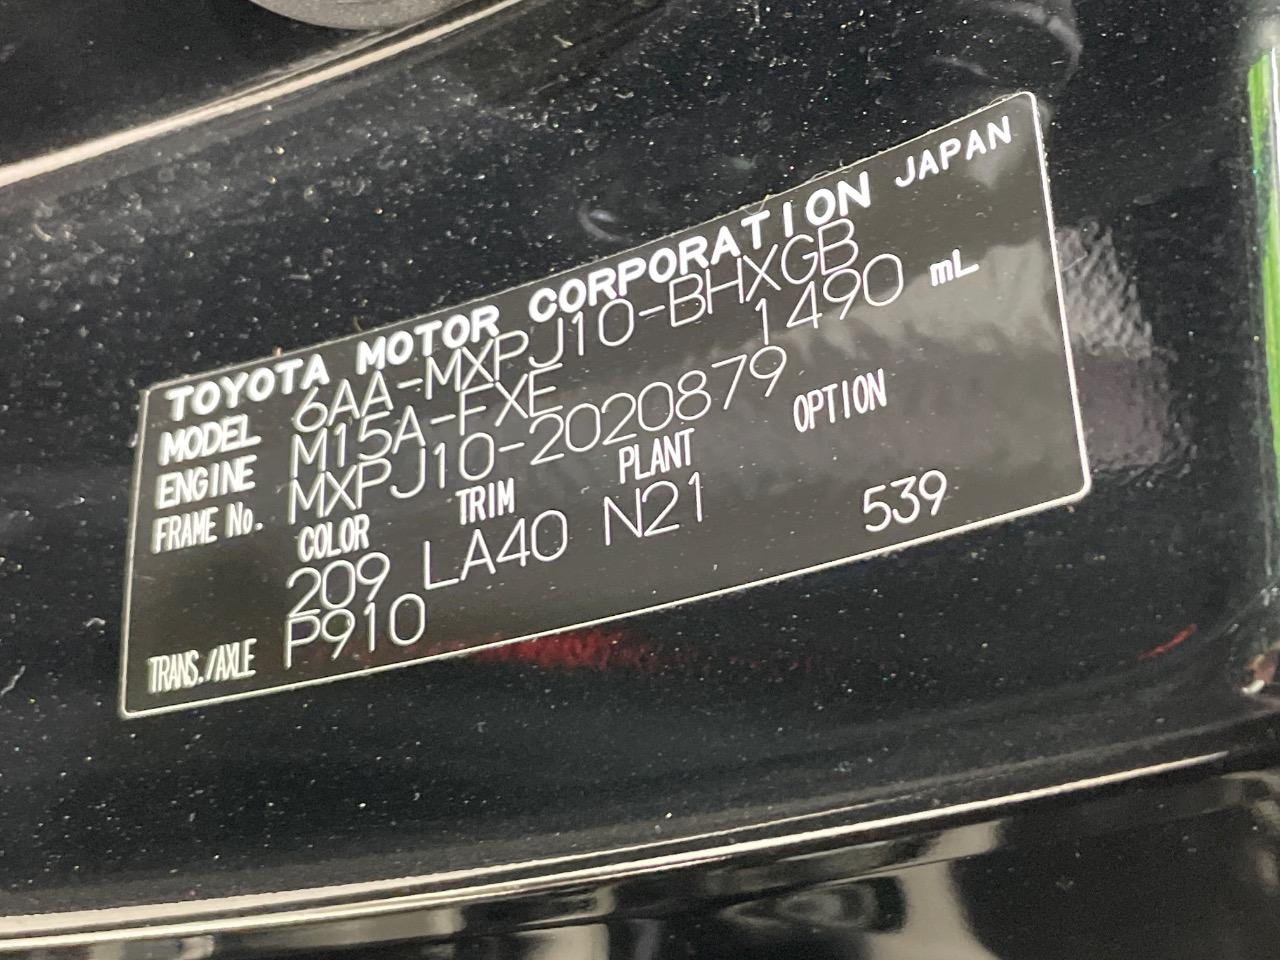 TOYOTA MOTOR CORPORATION JAPAN
MODEL 6AA-MXPJ10-BHXGB
ENGINE M15A-FXE 1490 mL
FRAME No. MXPJ10-2020879
COLOR TRIM PLANT OPTION
209 LA40 N21 539
TRANS./AXLE P910